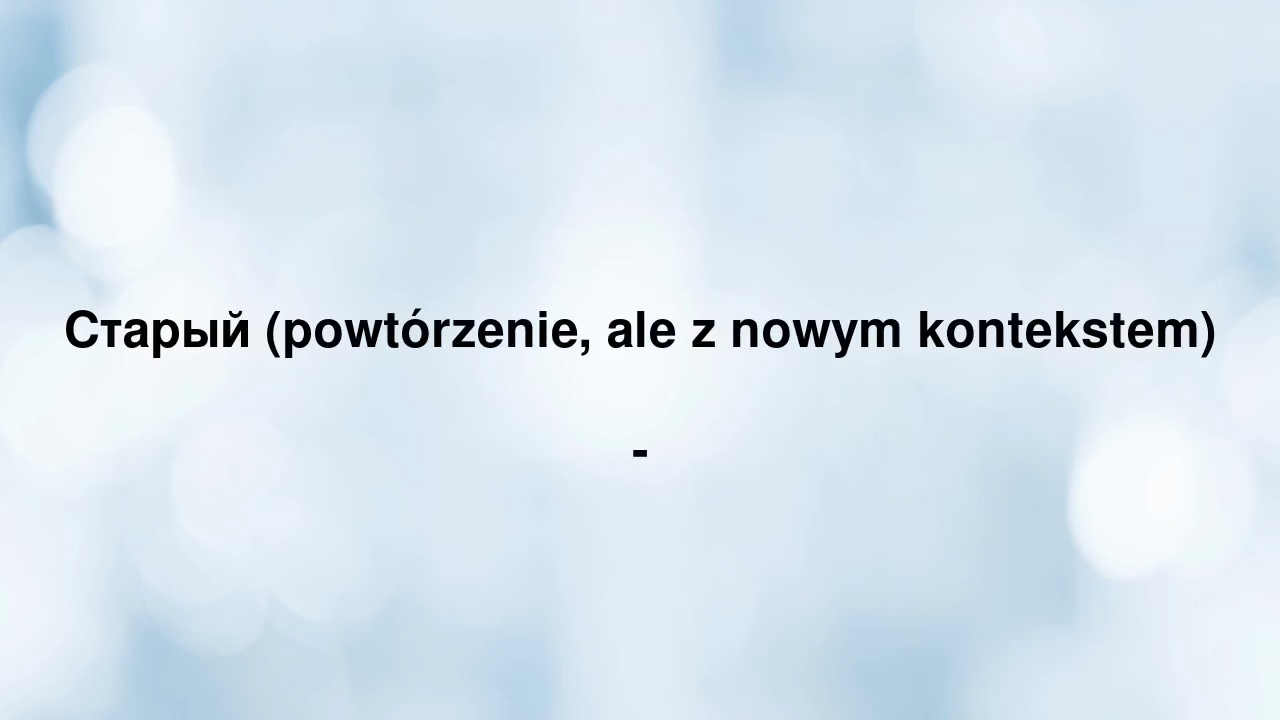 Старый (powtórzenie, ale z nowym kontekstem)
-